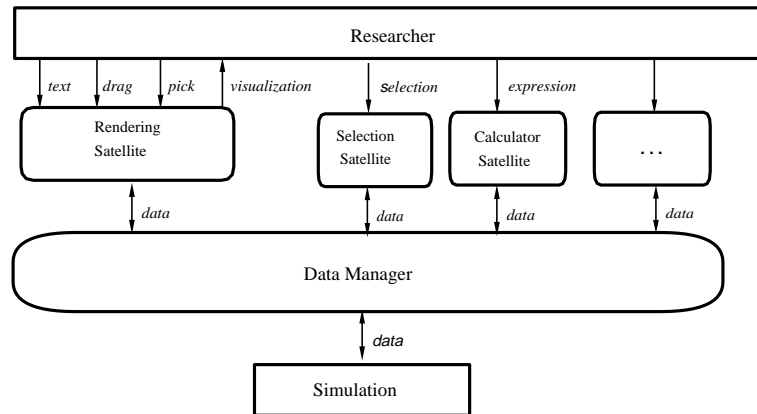 Researcher
text drag pick visualization selection expression
Rendering
Satellite
Selection
Satellite
Calculator
Satellite
...
data data data data
Data Manager
data
Simulation